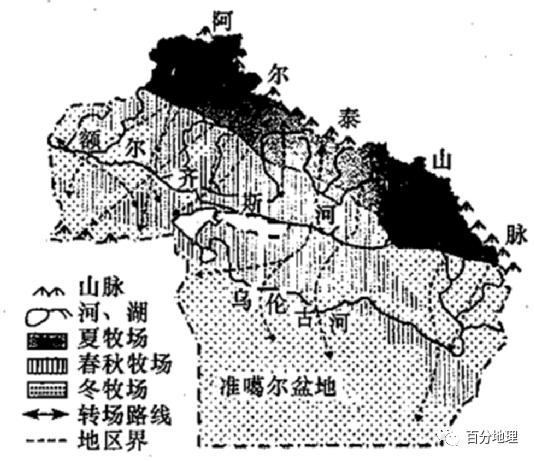 阿尔泰山脉
额尔齐斯河
乌伦古河
准噶尔盆地
山脉
河、湖
夏牧场
春秋牧场
冬牧场
转场路线
地区界
百分地理